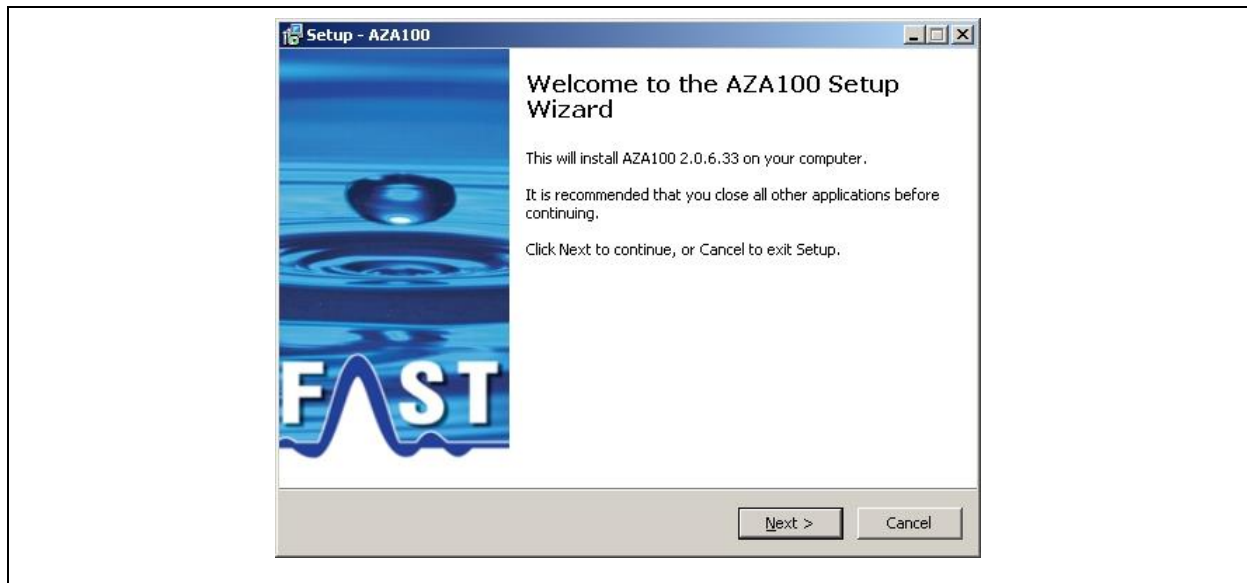 Setup - AZA100
Welcome to the AZA100 Setup
Wizard
This will install AZA100 2.0.6.33 on your computer.
It is recommended that you close all other applications before
continuing.
Click Next to continue, or Cancel to exit Setup.
FAST
Next >
Cancel